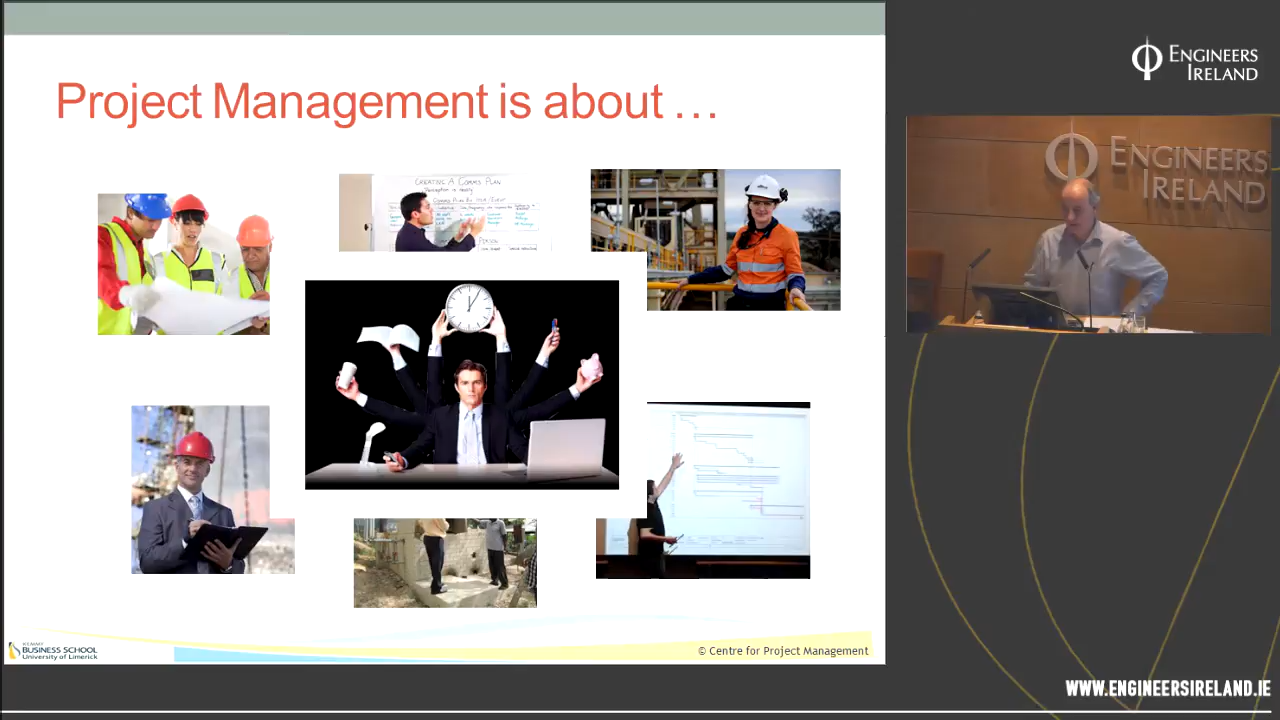 Project Management is about …
CREATING A COMMS PLAN
KEMMY
BUSINESS SCHOOL
University of Limerick
© Centre for Project Management
ENGINEERS
IRELAND
ENGINEERS
IRELAND
WWW.ENGINEERSIRELAND.IE